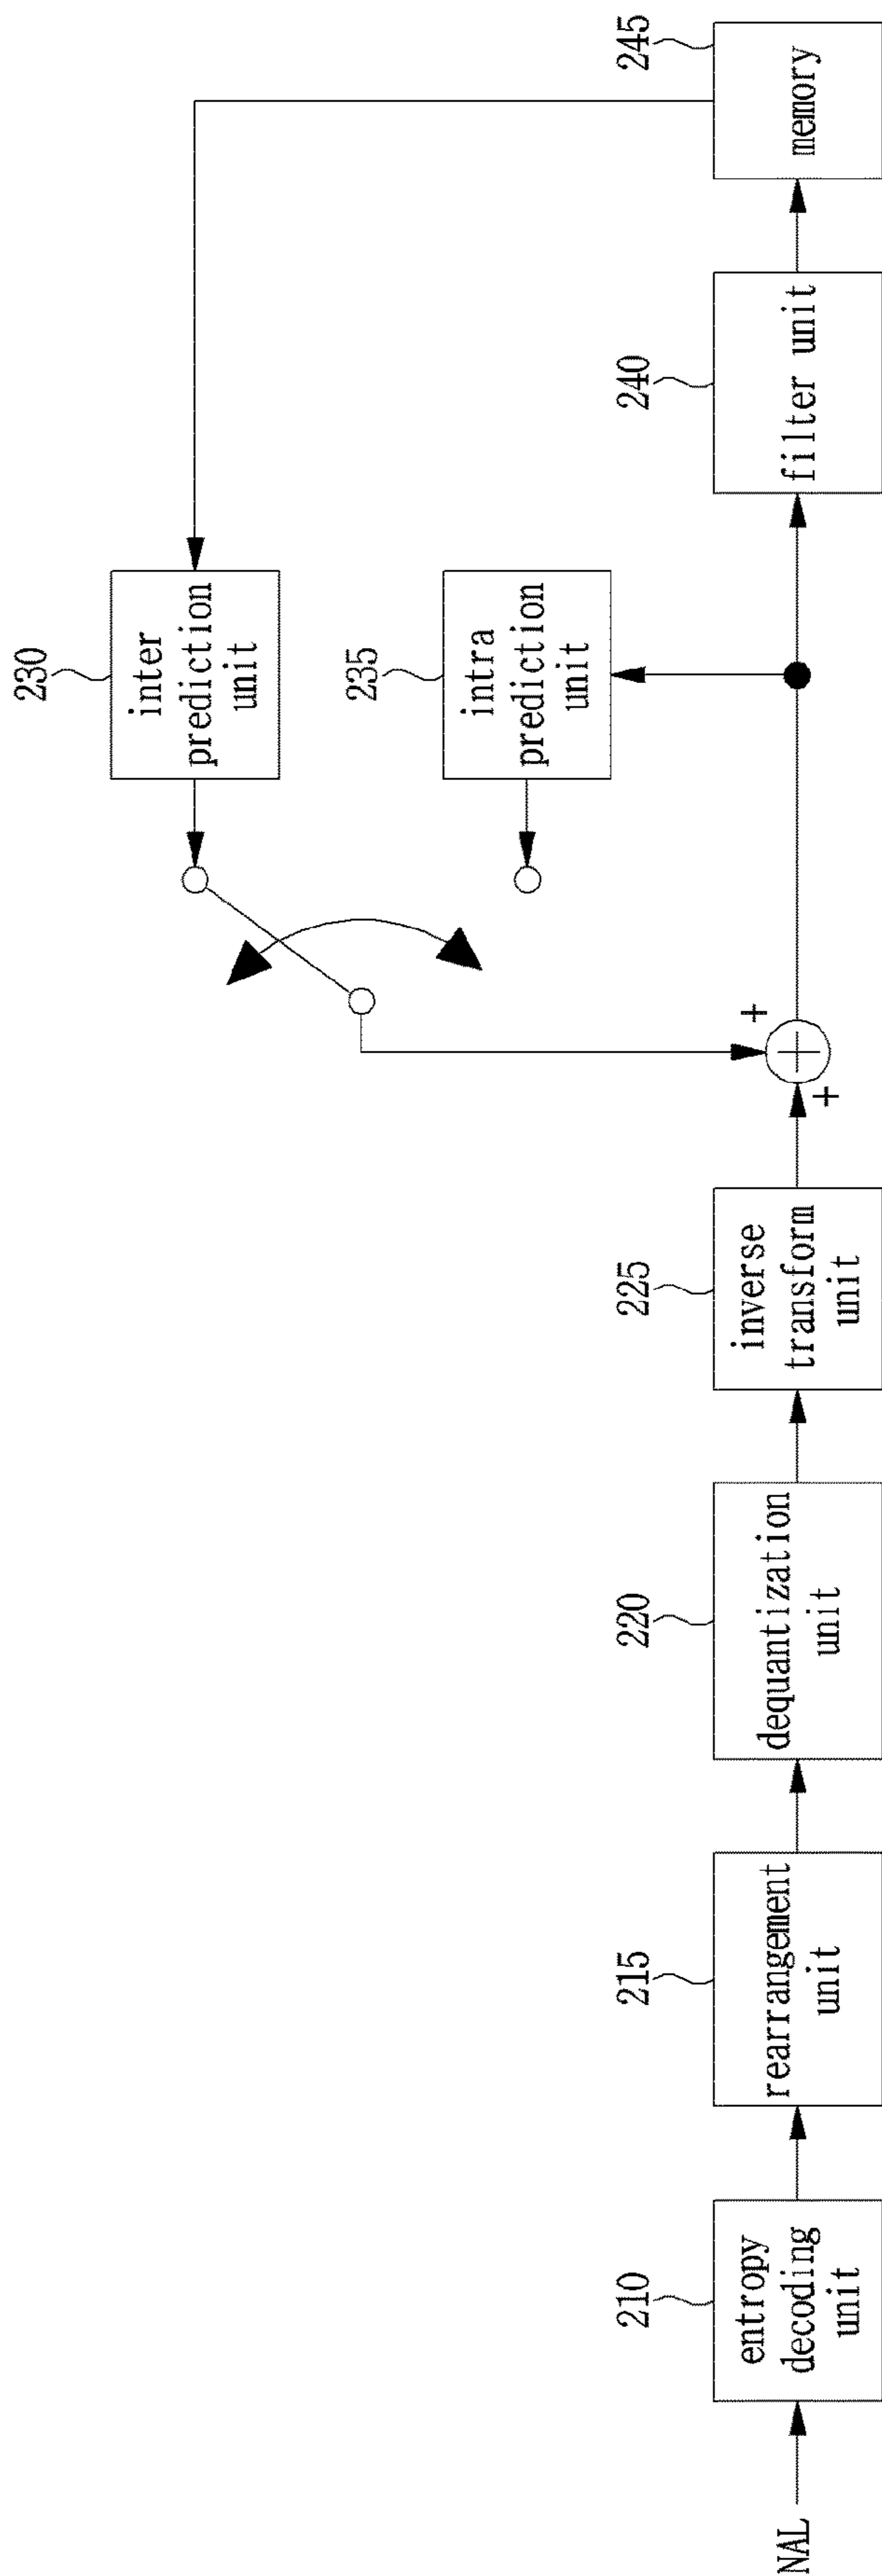 NAL
210
entropy
decoding
unit
215
rearrangement
unit
220
dequantization
unit
225
inverse
transform
unit
+
+
230
inter
prediction
unit
235
intra
prediction
unit
240
filter unit
245
memory